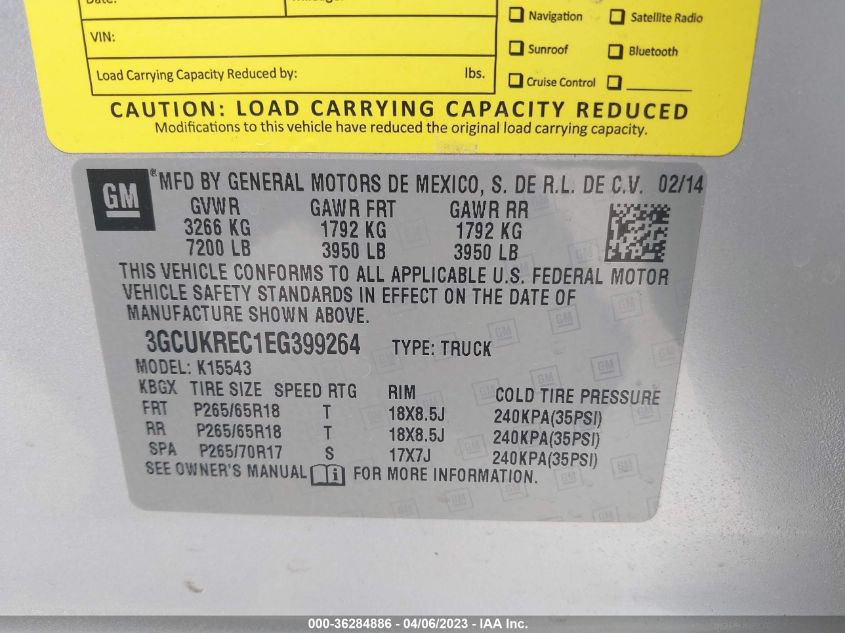 Date:
VIN:
Load Carrying Capacity Reduced by: lbs.
Navigation Satellite Radio
Sunroof Bluetooth
Cruise Control
CAUTION: LOAD CARRYING CAPACITY REDUCED
Modifications to this vehicle have reduced the original load carrying capacity.
GM ® MFD BY GENERAL MOTORS DE MEXICO, S. DE R.L. DE C.V. 02/14
GVWR GAWR FRT GAWR RR
3266 KG 1792 KG 1792 KG
7200 LB 3950 LB 3950 LB
THIS VEHICLE CONFORMS TO ALL APPLICABLE U.S. FEDERAL MOTOR
VEHICLE SAFETY STANDARDS IN EFFECT ON THE DATE OF
MANUFACTURE SHOWN ABOVE.
3GCUKREC1EG399264 TYPE: TRUCK
MODEL: K15543
KBGX TIRE SIZE SPEED RTG RIM COLD TIRE PRESSURE
FRT P265/65R18 T 18X8.5J 240KPA(35PSI)
RR P265/65R18 T 18X8.5J 240KPA(35PSI)
SPA P265/70R17 S 17X7J 240KPA(35PSI)
SEE OWNER'S MANUAL FOR MORE INFORMATION.
000-36284886 - 04/06/2023 - IAA Inc.